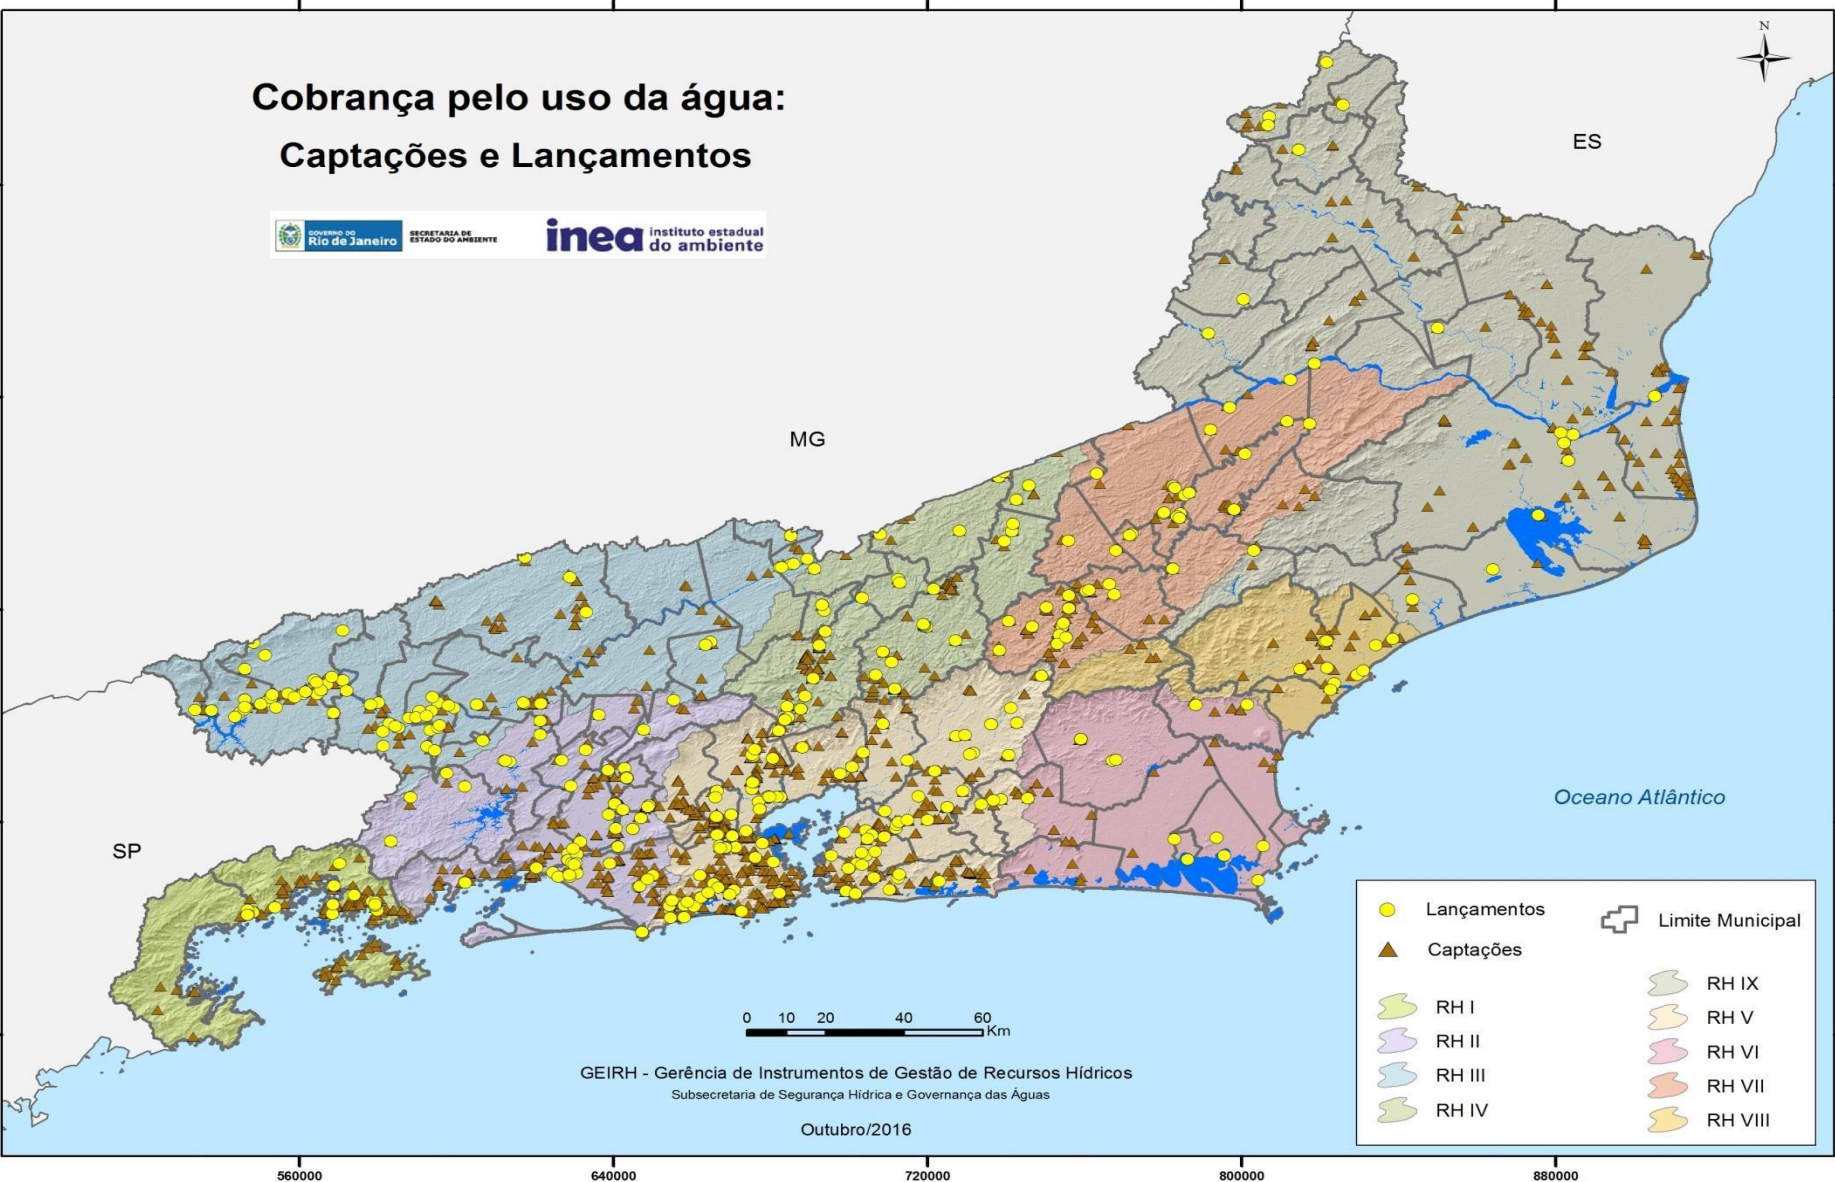 Cobrança pelo uso da água:
Captações e Lançamentos
GOVERNO DO
Rio de Janeiro
SECRETARIA DE
ESTADO DO AMBIENTE
inea instituto estadual
do ambiente
N
ES
MG
SP
Oceano Atlântico
0 10 20 40 60
Km
GEIRH - Gerência de Instrumentos de Gestão de Recursos Hídricos
Subsecretaria de Segurança Hídrica e Governança das Águas
Outubro/2016
Lançamentos
Captações
Limite Municipal
RH I
RH II
RH III
RH IV
RH IX
RH V
RH VI
RH VII
RH VIII
560000 640000 720000 800000 880000